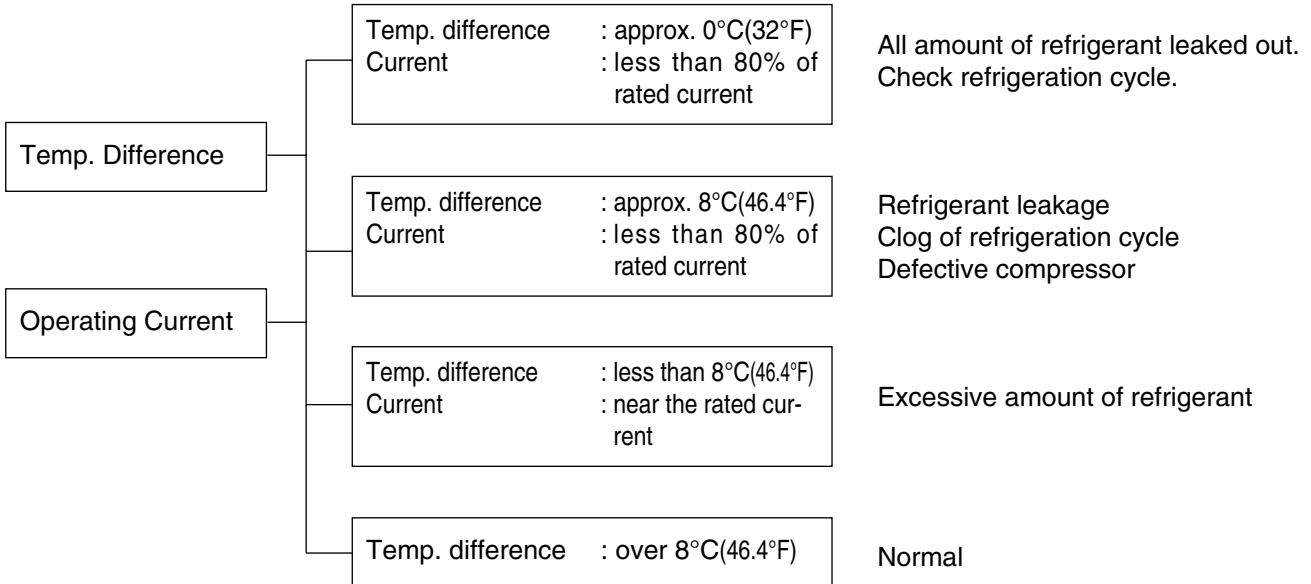 Temp. Difference
Operating Current
Temp. difference : approx. 0°C(32°F)
Current : less than 80% of
rated current
All amount of refrigerant leaked out.
Check refrigeration cycle.
Temp. difference : approx. 8°C(46.4°F)
Current : less than 80% of
rated current
Refrigerant leakage
Clog of refrigeration cycle
Defective compressor
Temp. difference : less than 8°C(46.4°F)
Current : near the rated cur-
rent
Excessive amount of refrigerant
Temp. difference : over 8°C(46.4°F)
Normal